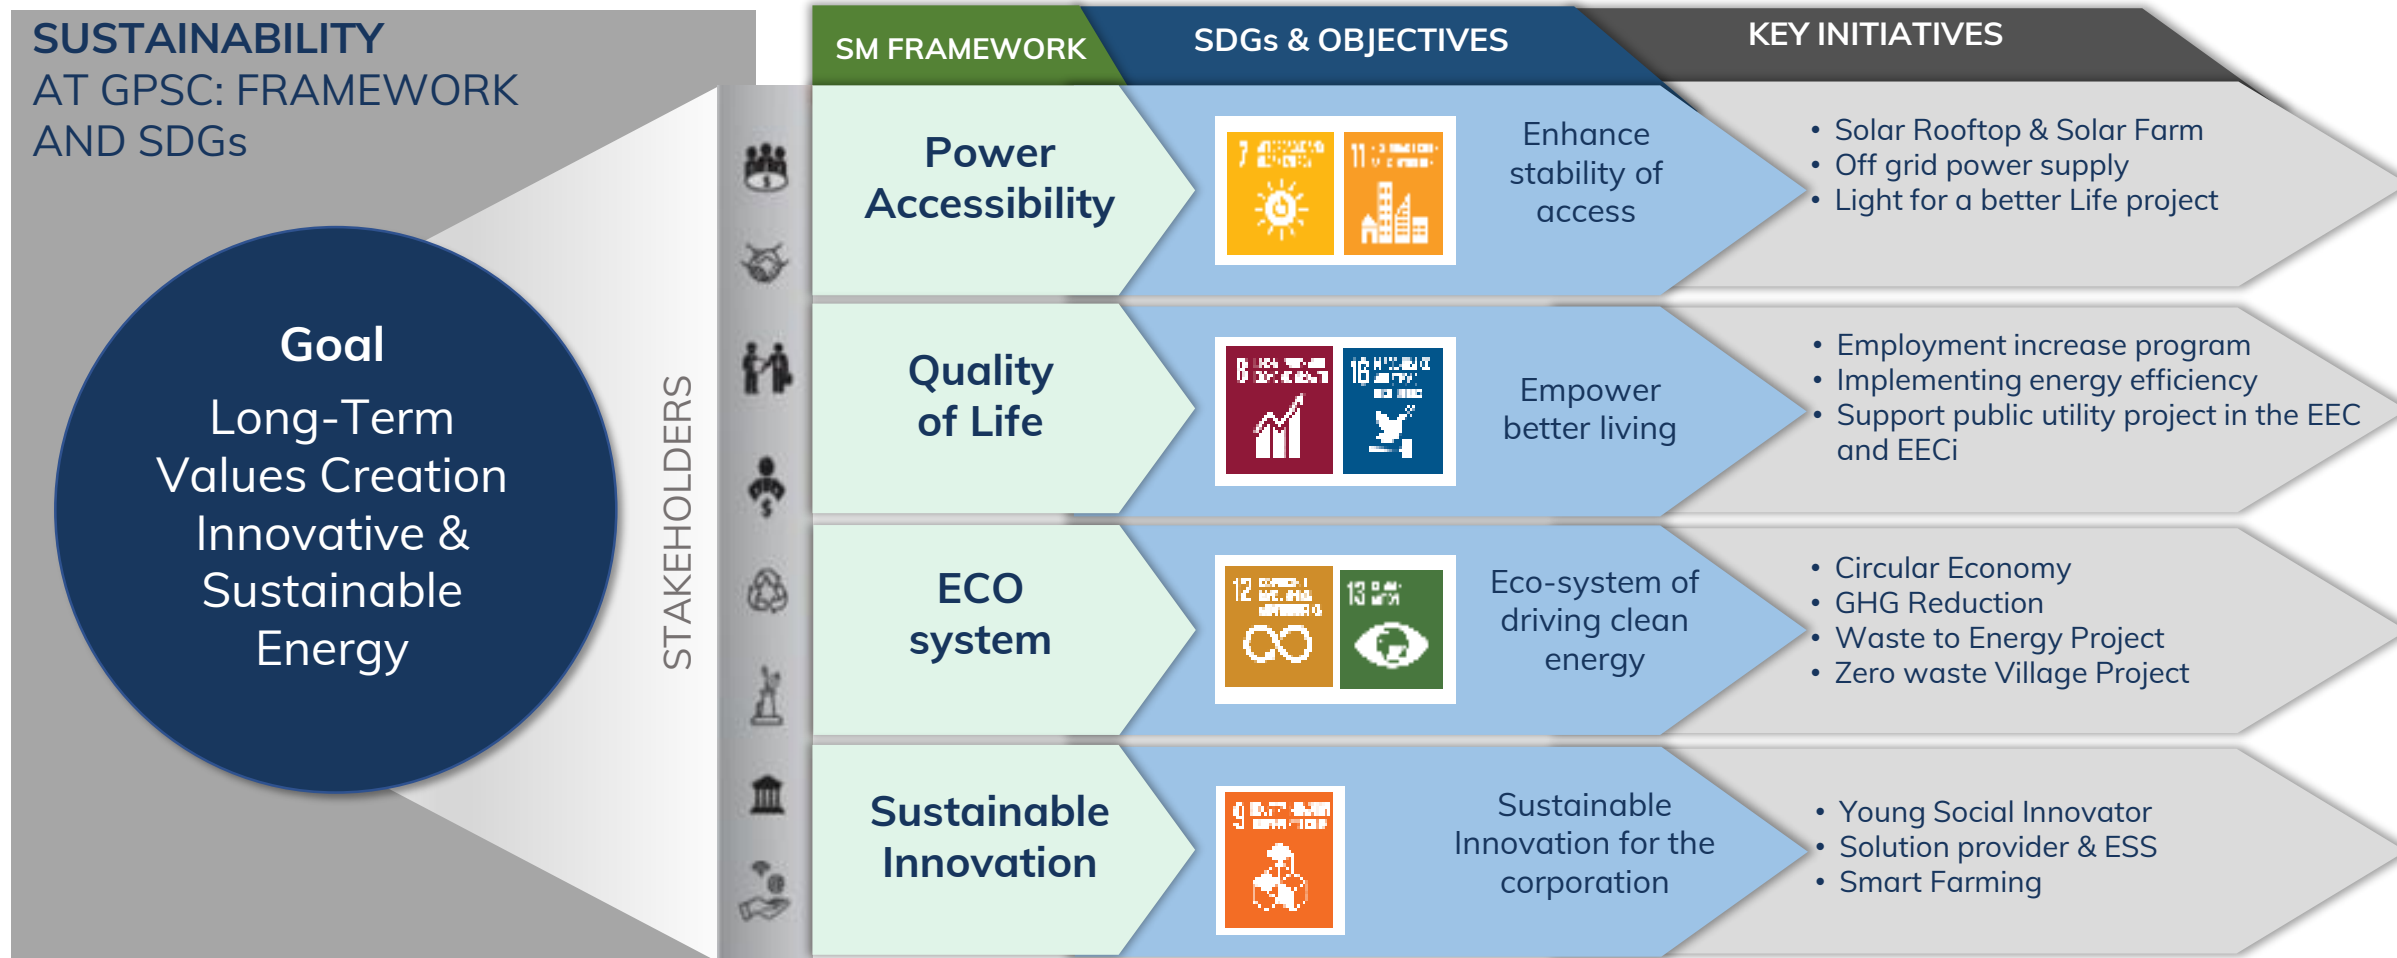 SUSTAINABILITY
AT GPSC: FRAMEWORK
AND SDGs
Goal
Long-Term
Values Creation
Innovative &
Sustainable
Energy
STAKEHOLDERS
SM FRAMEWORK
SDGs & OBJECTIVES
KEY INITIATIVES
Power
Accessibility
7
11
Enhance
stability of
access
• Solar Rooftop & Solar Farm
• Off grid power supply
• Light for a better Life project
Quality
of Life
8
16
Empower
better living
• Employment increase program
• Implementing energy efficiency
• Support public utility project in the EEC
and EECi
ECO
system
12
13
Eco-system of
driving clean
energy
• Circular Economy
• GHG Reduction
• Waste to Energy Project
• Zero waste Village Project
Sustainable
Innovation
9
Sustainable
Innovation for the
corporation
• Young Social Innovator
• Solution provider & ESS
• Smart Farming